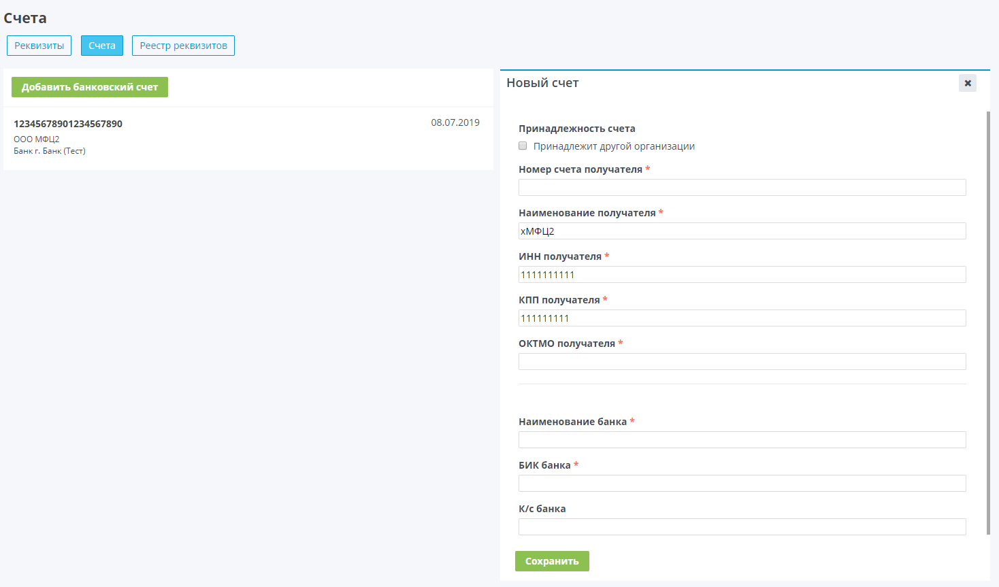 Счета
Реквизиты
Счета
Реестр реквизитов
Добавить банковский счет
12345678901234567890
08.07.2019
ООО МФЦ2
Банк г. Банк (Тест)
Новый счет
Принадлежность счета
Принадлежит другой организации
Номер счета получателя *
Наименование получателя *
хМФЦ2
ИНН получателя *
1111111111
КПП получателя *
111111111
ОКТМО получателя *
Наименование банка *
БИК банка *
К/с банка
Сохранить